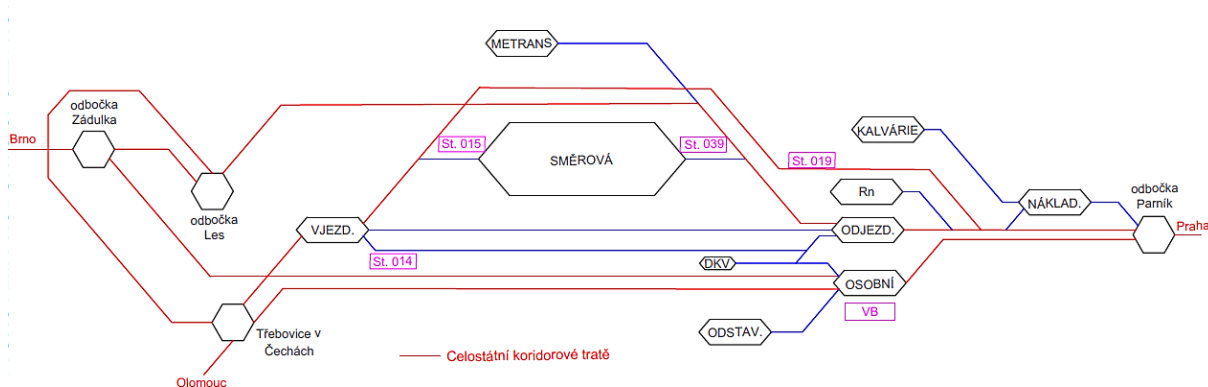 METRANS
odbočka
Zádulka
Brno
St. 015
SMĚROVÁ
St. 039
KALVÁRIE
St. 019
Rn
NÁKLAD.
odbočka
Parník
Praha
odbočka
Les
VJEZD.
ODJEZD.
St. 014
DKV
OSOBNÍ
VB
ODSTAV.
Třebovice v
Čechách
Celostátní koridorové tratě
Olomouc